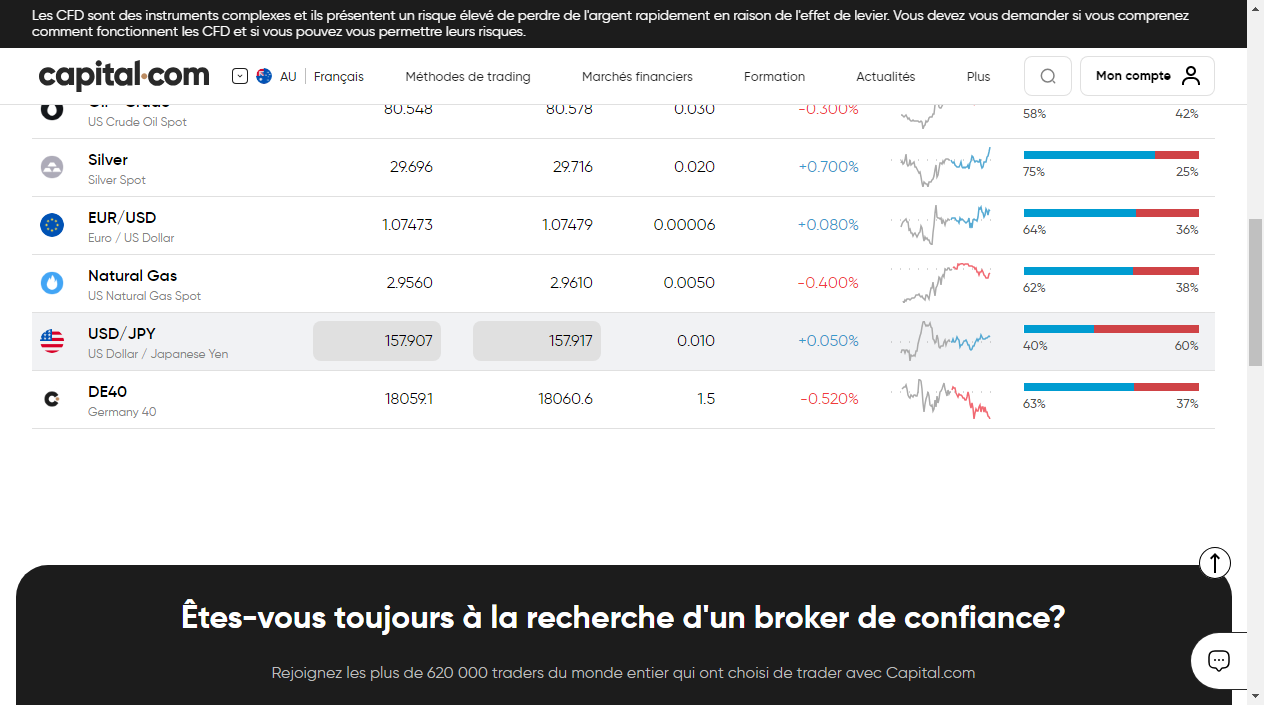 Les CFD sont des instruments complexes et ils présentent un risque élevé de perdre de l'argent rapidement en raison de l'effet de levier. Vous devez vous demander si vous comprenez
comment fonctionnent les CFD et si vous pouvez vous permettre leurs risques.
capital.com AU Français Méthodes de trading Marchés financiers Formation Actualités Plus Mon compte
Oil - Crude 80.548 80.578 0.030 -0.300%
US Crude Oil Spot 58% 42%
Silver 29.696 29.716 0.020 +0.700%
Silver Spot 75% 25%
EUR/USD 1.07473 1.07479 0.00006 +0.080%
Euro / US Dollar 64% 36%
Natural Gas 2.9560 2.9610 0.0050 -0.400%
US Natural Gas Spot 62% 38%
USD/JPY 157.907 157.917 0.010 +0.050%
US Dollar / Japanese Yen 40% 60%
DE40 18059.1 18060.6 1.5 -0.520%
Germany 40 63% 37%
Êtes-vous toujours à la recherche d'un broker de confiance?
Rejoignez les plus de 620 000 traders du monde entier qui ont choisi de trader avec Capital.com